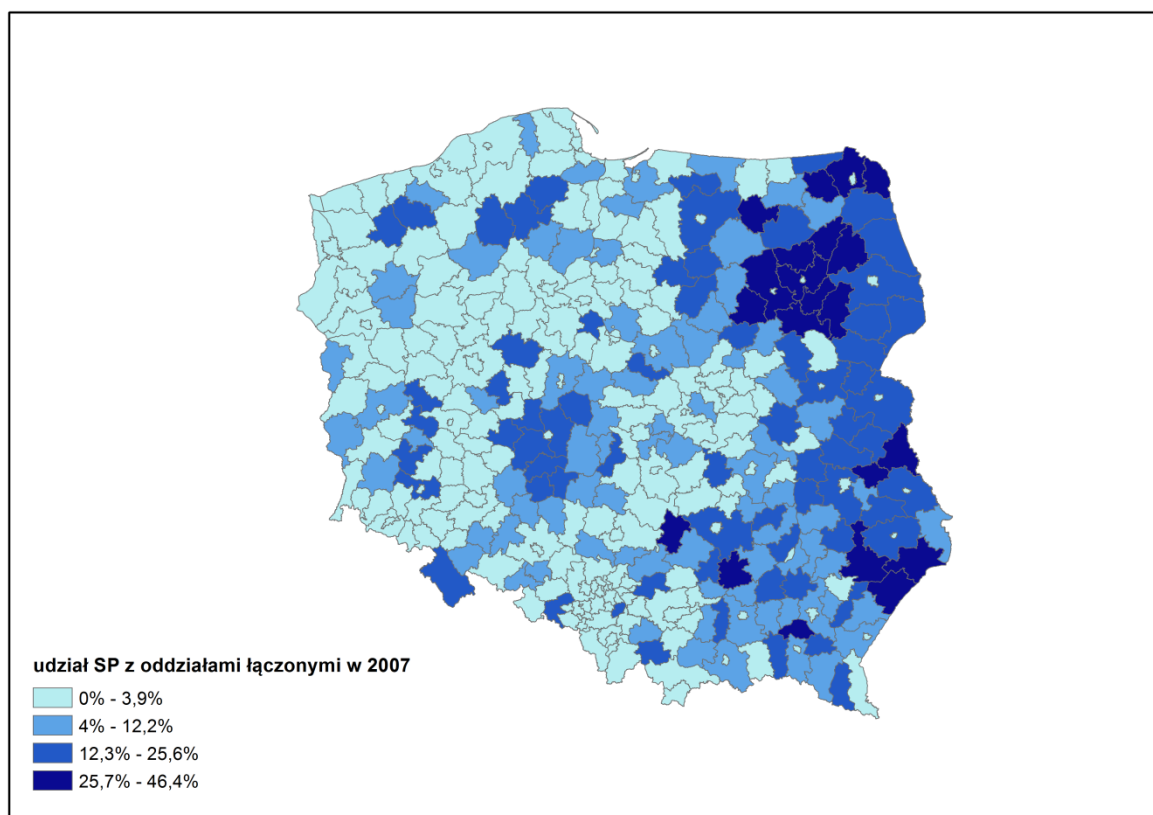 udział SP z oddziałami łączonymi w 2007
0% - 3,9%
4% - 12,2%
12,3% - 25,6%
25,7% - 46,4%